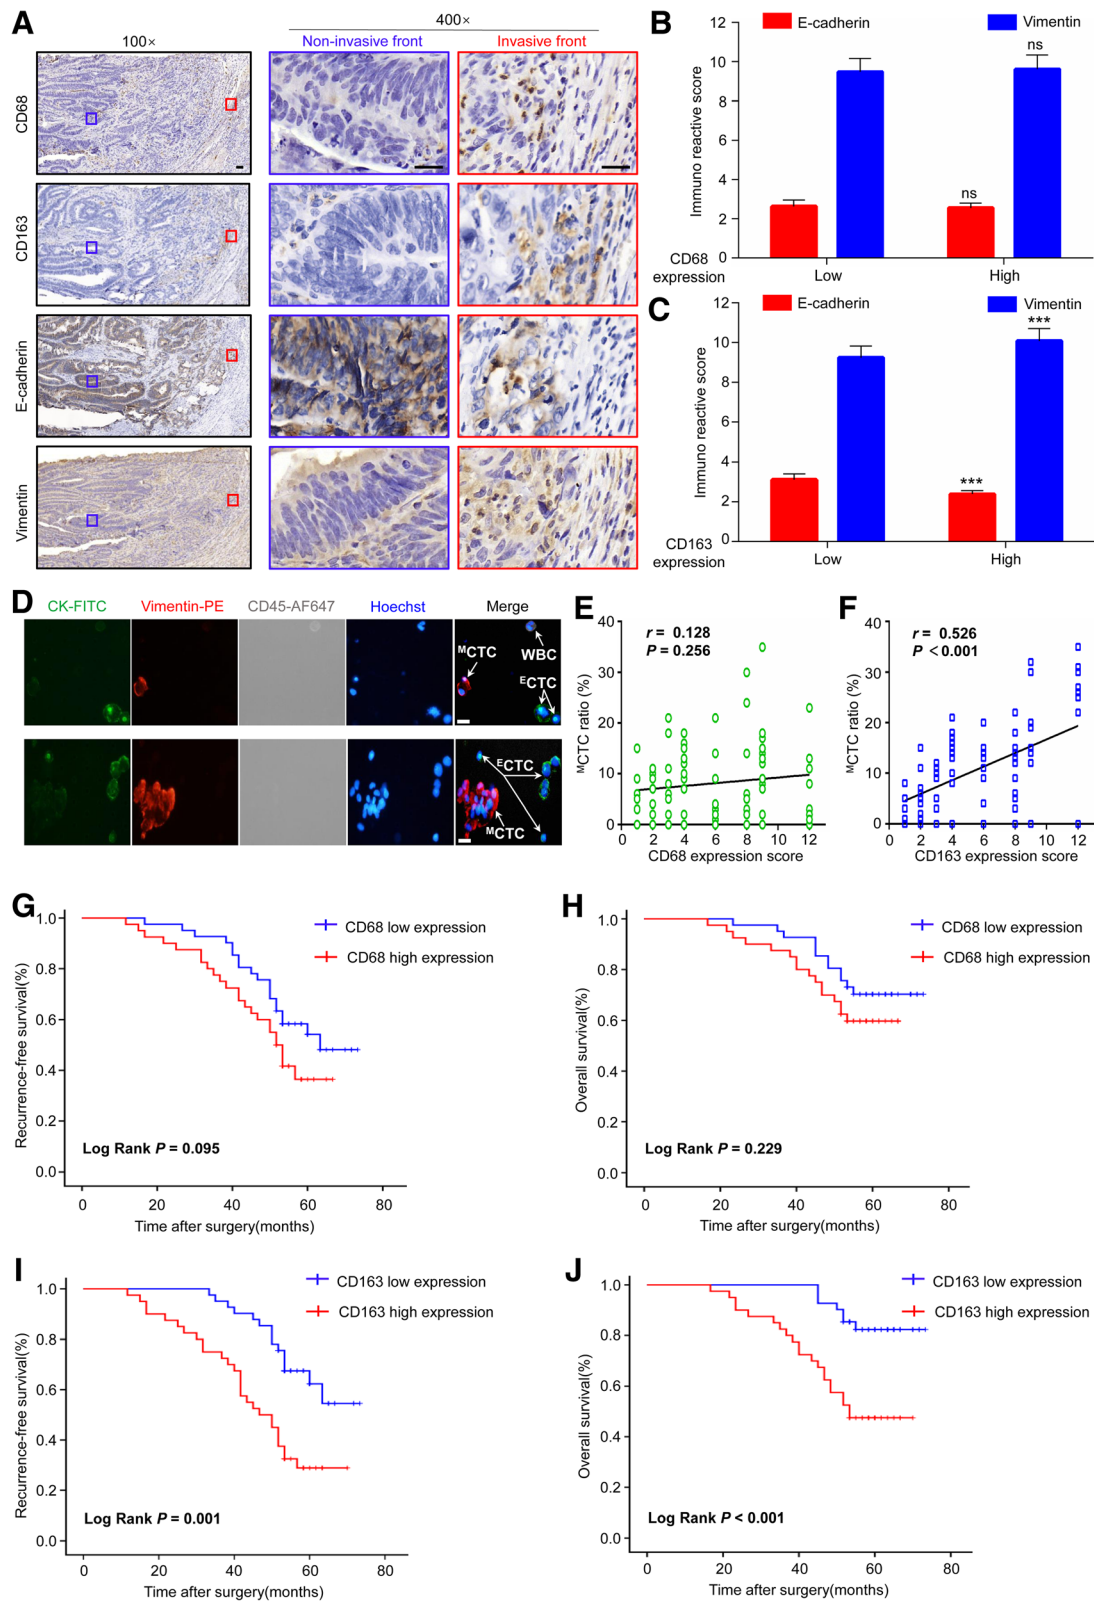 A
400×
100×
Non-invasive front
Invasive front
CD68
CD163
E-cadherin
Vimentin
B
E-cadherin
Vimentin
Immuno reactive score
12
10
8
6
4
2
0
ns
ns
CD68
expression
Low
High
C
E-cadherin
Vimentin
Immuno reactive score
12
10
8
6
4
2
0
***
***
CD163
expression
Low
High
D
CK-FITC
Vimentin-PE
CD45-AF647
Hoechst
Merge
MCTC
WBC
ECTC
ECTC
MCTC
E
r = 0.128
P = 0.256
MCTC ratio (%)
40
30
20
10
0
0 2 4 6 8 10 12
CD68 expression score
F
r = 0.526
P < 0.001
MCTC ratio (%)
40
30
20
10
0
0 2 4 6 8 10 12
CD163 expression score
G
CD68 low expression
CD68 high expression
Recurrence-free survival(%)
1.0
0.8
0.6
0.4
0.2
0.0
Log Rank P = 0.095
0 20 40 60 80
Time after surgery(months)
H
CD68 low expression
CD68 high expression
Overall survival(%)
1.0
0.8
0.6
0.4
0.2
0.0
Log Rank P = 0.229
0 20 40 60 80
Time after surgery(months)
I
CD163 low expression
CD163 high expression
Recurrence-free survival(%)
1.0
0.8
0.6
0.4
0.2
0.0
Log Rank P = 0.001
0 20 40 60 80
Time after surgery(months)
J
CD163 low expression
CD163 high expression
Overall survival(%)
1.0
0.8
0.6
0.4
0.2
0.0
Log Rank P < 0.001
0 20 40 60 80
Time after surgery(months)